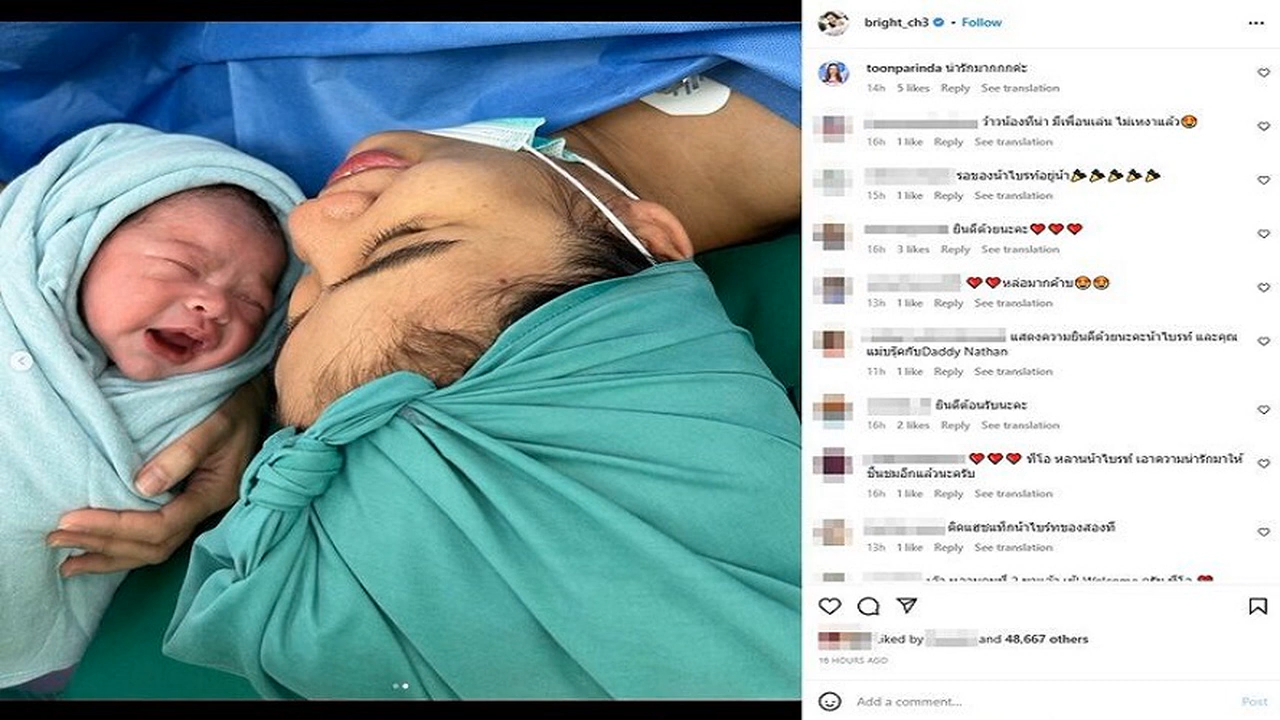 bright_ch3 • Follow
toonparinda น่ารักมากกกค่ะ
14h 5 likes Reply See translation
ว้าวน้องทีน่า มีเพื่อนเล่น ไม่เหงาแล้ว
16h 1 like Reply See translation
รอของน้าไบรท์อยู่น้า
15h 1 like Reply See translation
ยินดีด้วยนะคะ
16h 3 likes Reply See translation
หล่อมากค้าบ
13h 1 like Reply See translation
แสดงความยินดีด้วยนะคะน้าไบรท์ และคุณ
แม่บรุ๊คกับDaddy Nathan
11h 1 like Reply See translation
ยินดีต้อนรับนะคะ
16h 2 likes Reply See translation
ทีโอ หลานน้าไบรท์ เอาความน่ารักมาให้
ชื่นชมอีกแล้วนะครับ
16h 1 like Reply See translation
ติดแฮชแท็กน้าไบร์ทของสองที
13h 1 like Reply See translation
Liked by and 48,667 others
16 HOURS AGO
Add a comment... Post